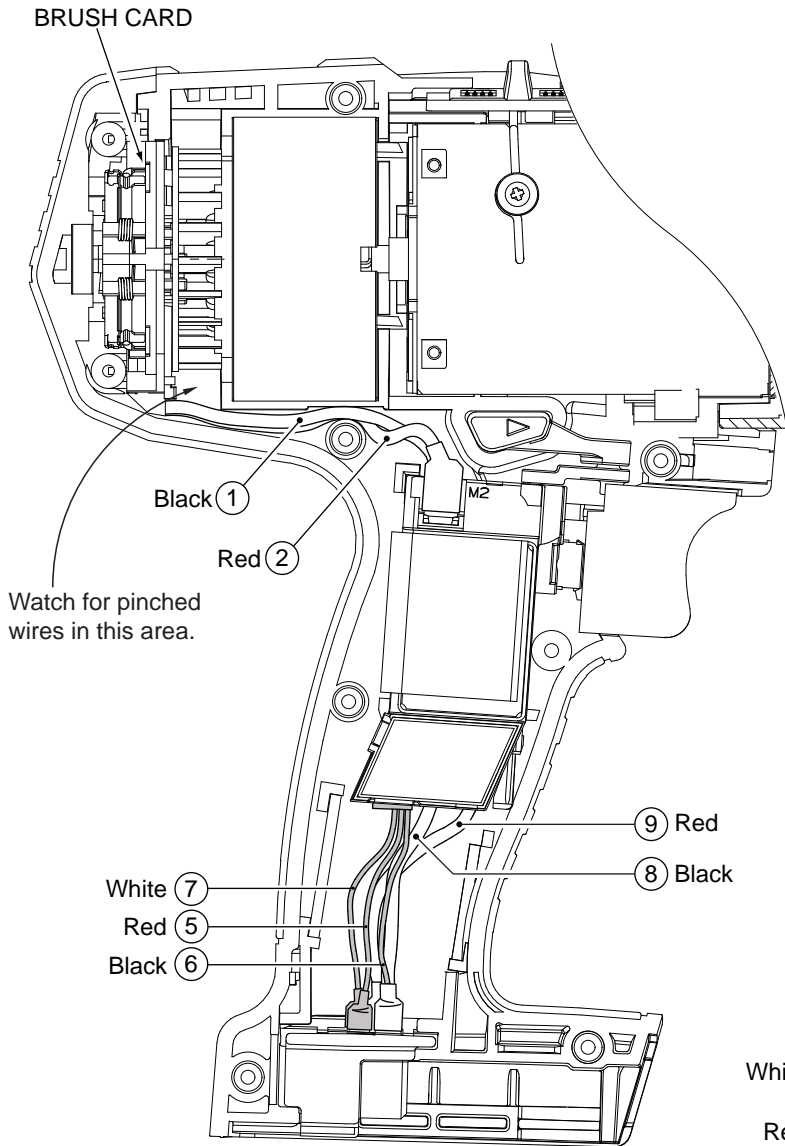 BRUSH CARD
Black 1
M2
Red 2
Watch for pinched
wires in this area.
9 Red
8 Black
White 7
Red 5
Black 6